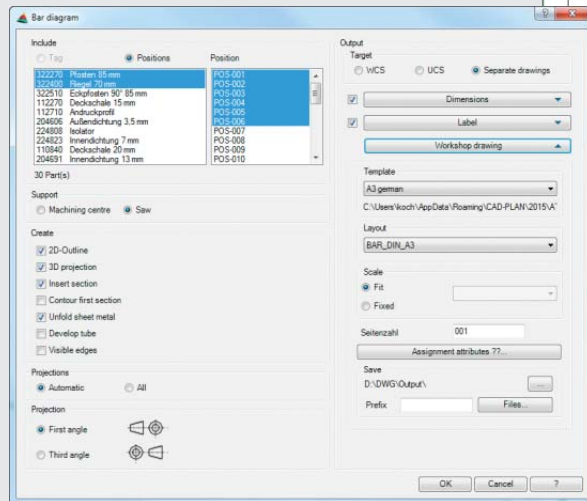 Bar diagram
Include
Tag
Positions
Position
322270 Pfosten 85 mm
322400 Riegel 70 mm
322510 Eckpfosten 90° 85 mm
112270 Deckschale 15 mm
112710 Andruckprofil
204606 Außendichtung 3,5 mm
224808 Isolator
224823 Innendichtung 7 mm
110840 Deckschale 20 mm
204691 Innendichtung 13 mm
POS-001
POS-002
POS-003
POS-004
POS-005
POS-006
POS-007
POS-008
POS-009
POS-010
30 Part(s)
Support
Machining centre
Saw
Create
2D-Outline
3D projection
Insert section
Contour first section
Unfold sheet metal
Develop tube
Visible edges
Projections
Automatic
All
Projection
First angle
Third angle
Output
Target
WCS
UCS
Separate drawings
Dimensions
Label
Workshop drawing
Template
A3 german
C:\Users\koch\AppData\Roaming\CAD-PLAN\2015\A
Layout
BAR_DIN_A3
Scale
Fit
Fixed
Seitenzahl 001
Assignment attributes ??...
Save
D:\DWG\Output\
...
Prefix
Files...
OK
Cancel
?